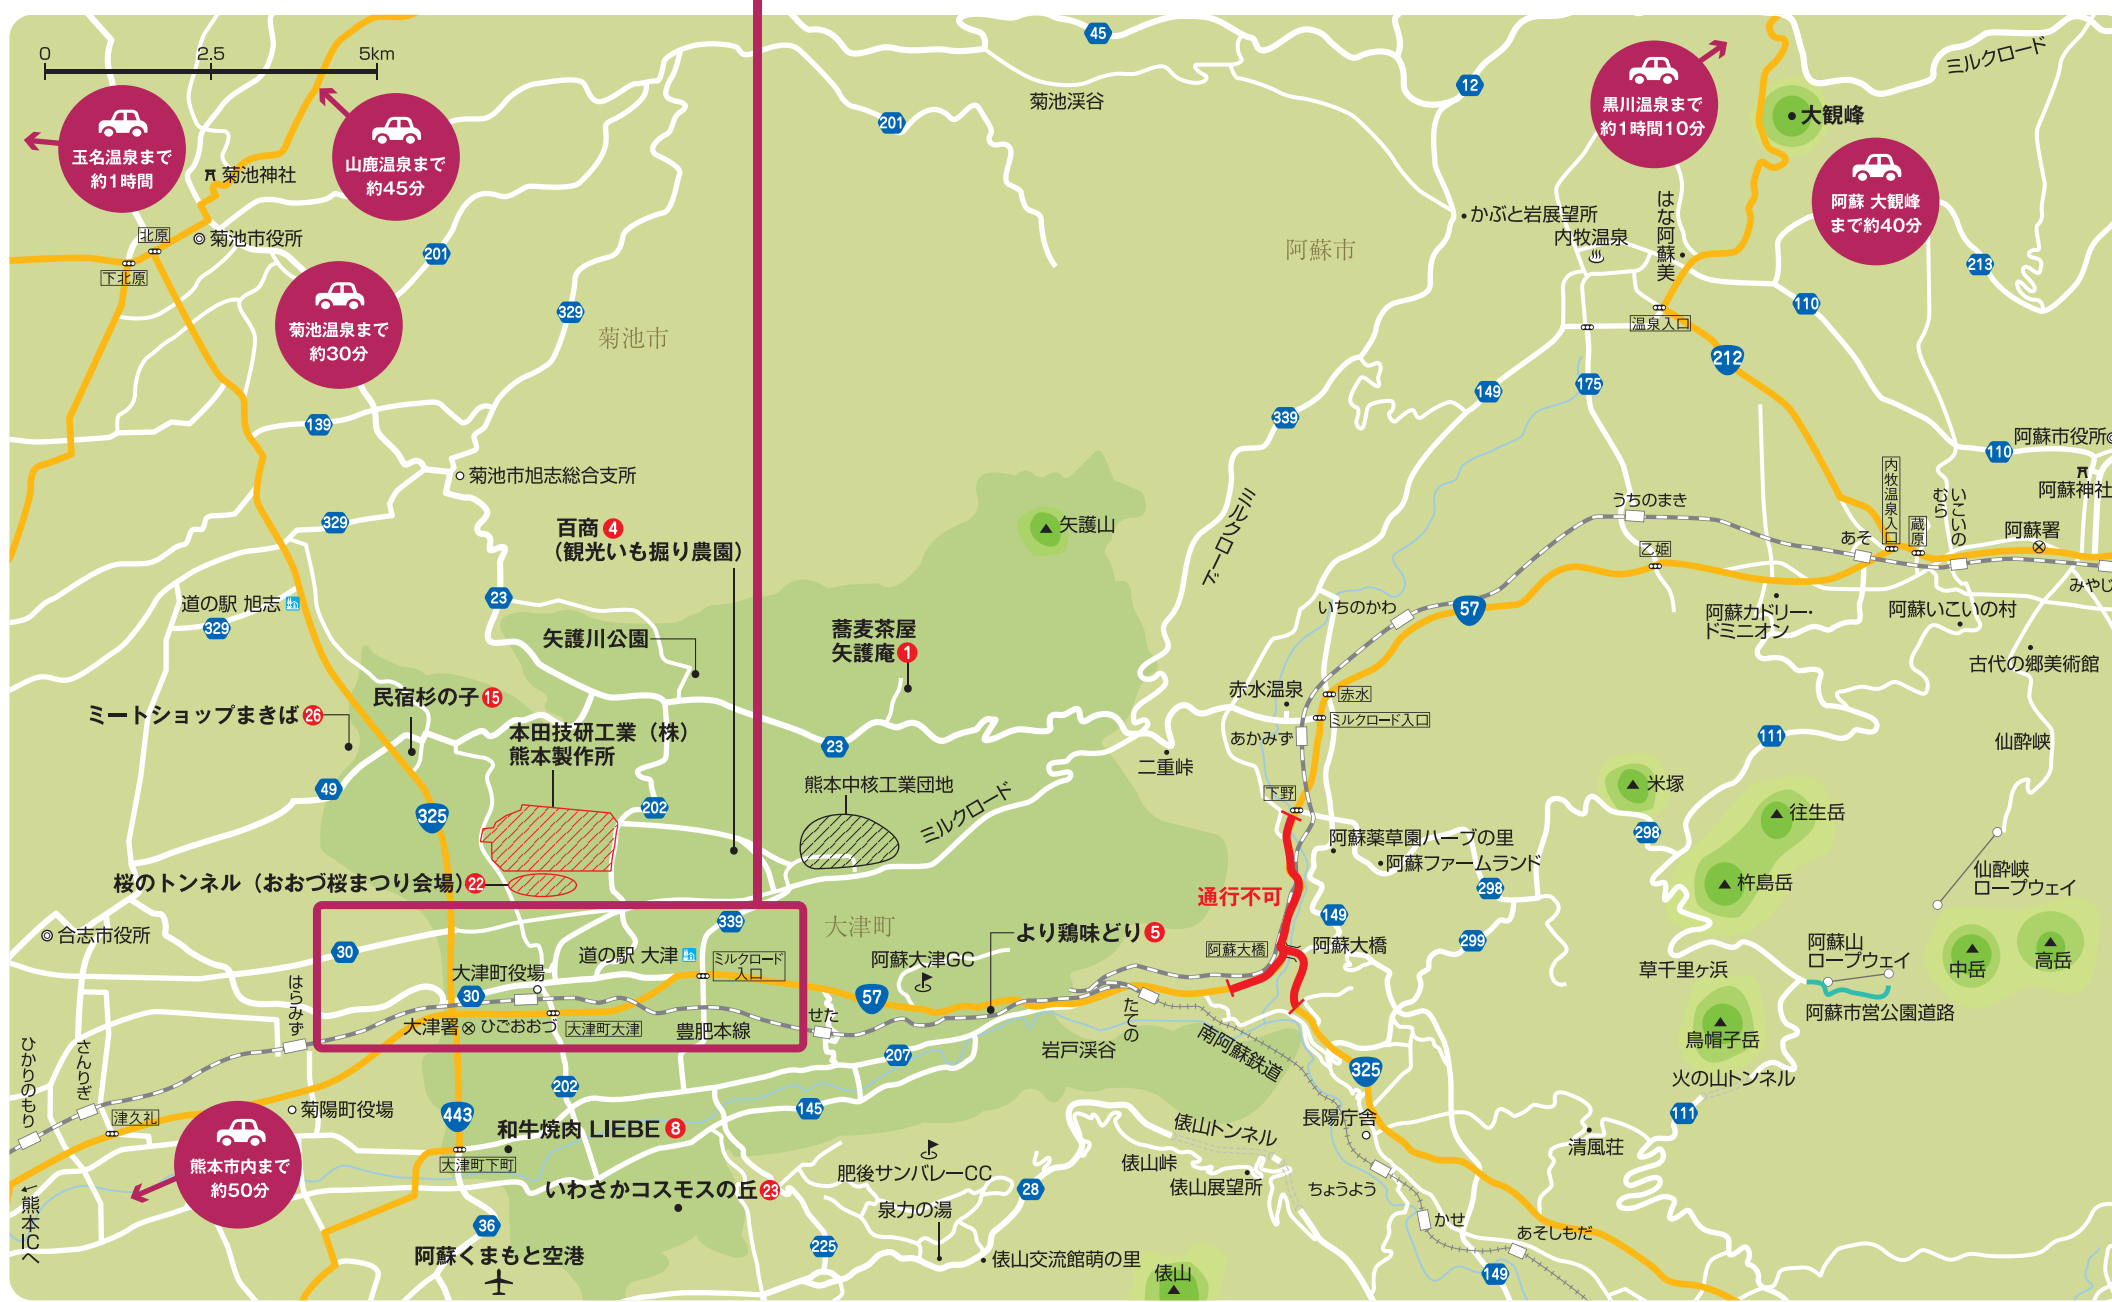 0 2.5 5km
玉名温泉まで
約1時間
山鹿温泉まで
約45分
菊池神社
菊池市役所
北原
下北原
菊池温泉まで
約30分
201
329
菊池市
139
菊池市旭志総合支所
329
百商 4
（観光いも掘り農園）
道の駅 旭志
329
23
矢護川公園
民宿杉の子 15
ミートショップまきば 26
本田技研工業（株）
熊本製作所
49
325
202
桜のトンネル（おおづ桜まつり会場） 22
45
菊池渓谷
201
12
黒川温泉まで
約1時間10分
ミルクロード
大観峰
阿蘇 大観峰
まで約40分
かぶと岩展望所
内牧温泉
はな阿蘇美
阿蘇市
213
110
温泉入口
212
175
149
339
110
阿蘇市役所
阿蘇神社
内牧温泉入口
蔵原
いこいの
むら
阿蘇署
あそ
みやじ
うちのまき
乙姫
ミルクロード
矢護山
いちのかわ
57
阿蘇カドリー・
ドミニオン
阿蘇いこいの村
古代の郷美術館
蕎麦茶屋
矢護庵 1
赤水温泉
赤水
ミルクロード入口
あかみず
23
二重峠
熊本中核工業団地
ミルクロード
下野
111
仙酔峡
米塚
298
往生岳
阿蘇薬草園ハーブの里
阿蘇ファームランド
298
杵島岳
仙酔峡
ロープウェイ
通行不可
149
299
合志市役所
30
339
大津町
道の駅 大津
ミルクロード
入口
大津町役場
30
大津署
ひごおおづ
大津町大津
豊肥本線
はらみず
阿蘇大津GC
より鶏味どり 5
57
せた
たての
阿蘇大橋
阿蘇大橋
草千里ヶ浜
阿蘇山
ロープウェイ
中岳
高岳
阿蘇市営公園道路
烏帽子岳
火の山トンネル
111
ひかりのもり
さんりぎ
津久礼
菊陽町役場
443
202
207
145
岩戸渓谷
南阿蘇鉄道
325
長陽庁舎
清風荘
熊本市内まで
約50分
↑熊本ICへ
和牛焼肉 LIEBE 8
大津町下町
いわさかコスモスの丘 23
36
阿蘇くまもと空港
肥後サンバレーCC
泉力の湯
28
225
俵山交流館萌の里
俵山トンネル
俵山峠
俵山展望所
俵山
ちょうよう
かせ
あそしもだ
149